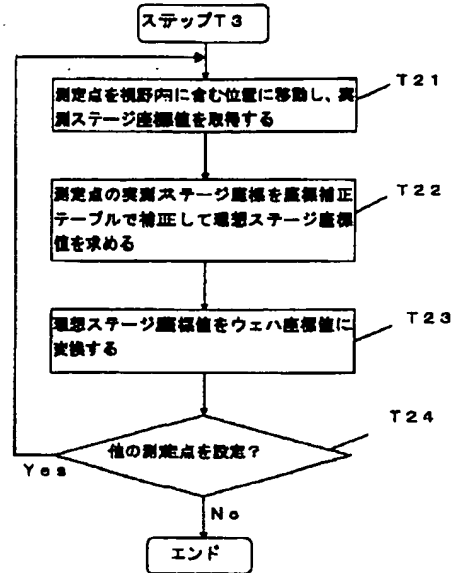 ステップT3
測定点を視野内に含む位置に移動し、実
測ステージ座標値を取得する
T21
測定点の実測ステージ座標を座標補正
テーブルで補正して理想ステージ座標
値を求める
T22
理想ステージ座標値をウェハ座標値に
変換する
T23
他の測定点を設定?
T24
Yes
No
エンド